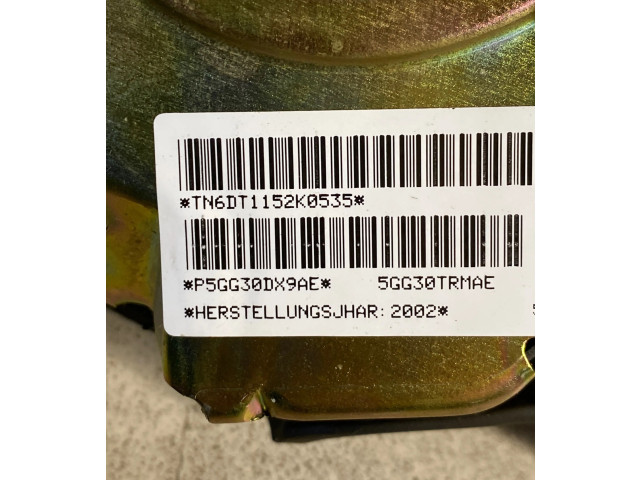 *TN6DT1152K0535*
*P5GG30DX9AE* 5GG30TRMAE
*HERSTELLUNGSJHAR: 2002*